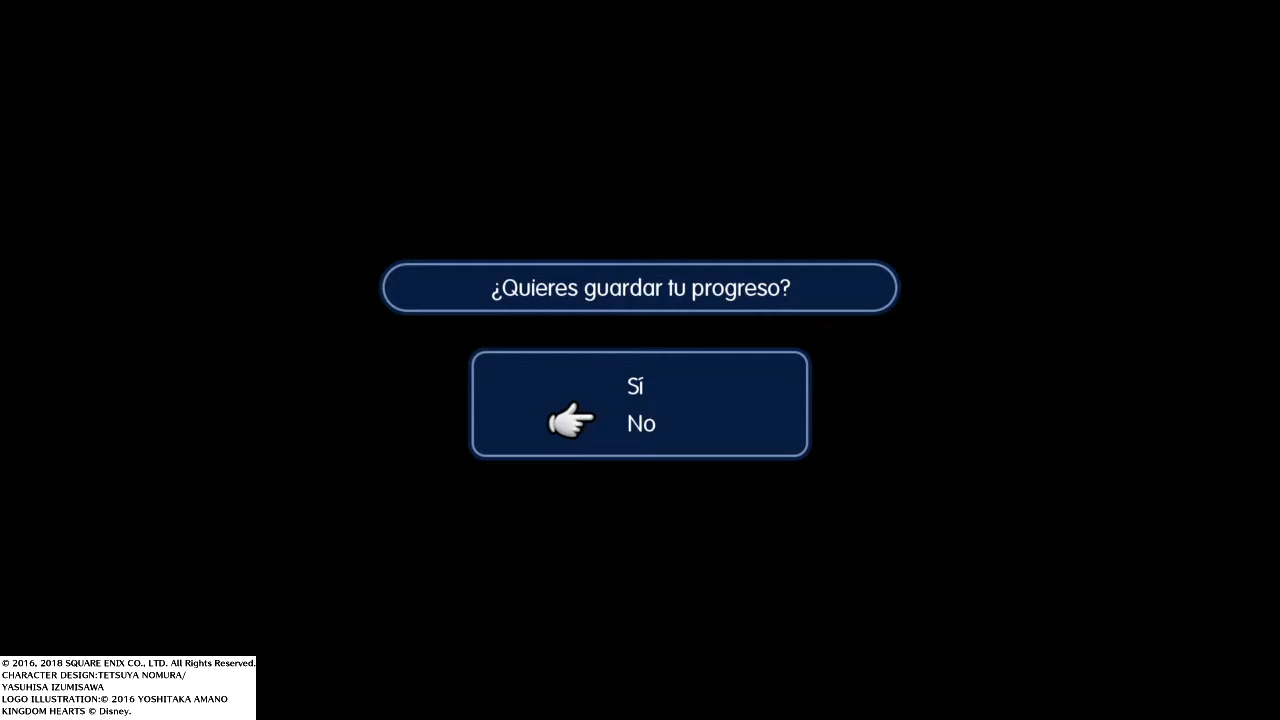 ¿Quieres guardar tu progreso?
Sí
No
© 2016, 2018 SQUARE ENIX CO., LTD. All Rights Reserved.
CHARACTER DESIGN:TETSUYA NOMURA/
YASUHISA IZUMISAWA
LOGO ILLUSTRATION:© 2016 YOSHITAKA AMANO
KINGDOM HEARTS © Disney.